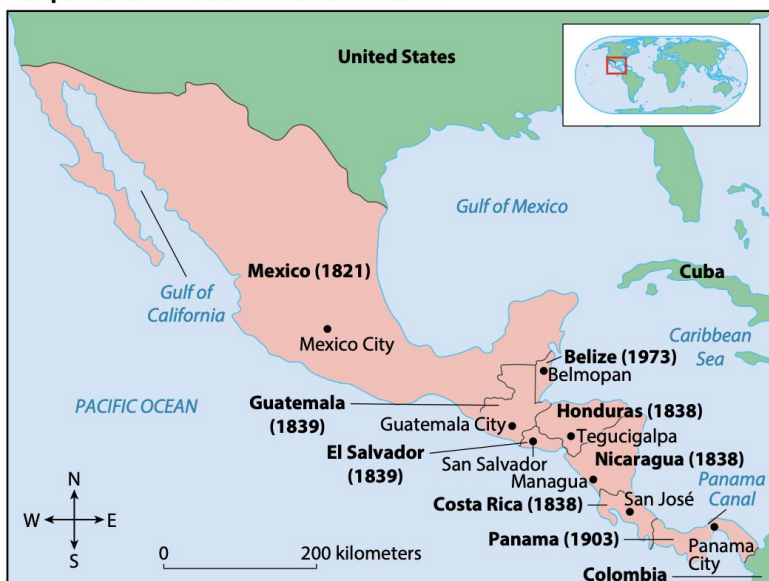 United States
Gulf of Mexico
Mexico (1821)
Cuba
Gulf of
California
Mexico City
Caribbean
Sea
Belize (1973)
Belmopan
PACIFIC OCEAN
Guatemala
(1839)
Honduras (1838)
Guatemala City
Tegucigalpa
El Salvador
(1839)
San Salvador
Nicaragua (1838)
Managua
Panama
Canal
San José
Costa Rica (1838)
N
W E
S
Panama (1903)
Panama
City
0 200 kilometers
Colombia